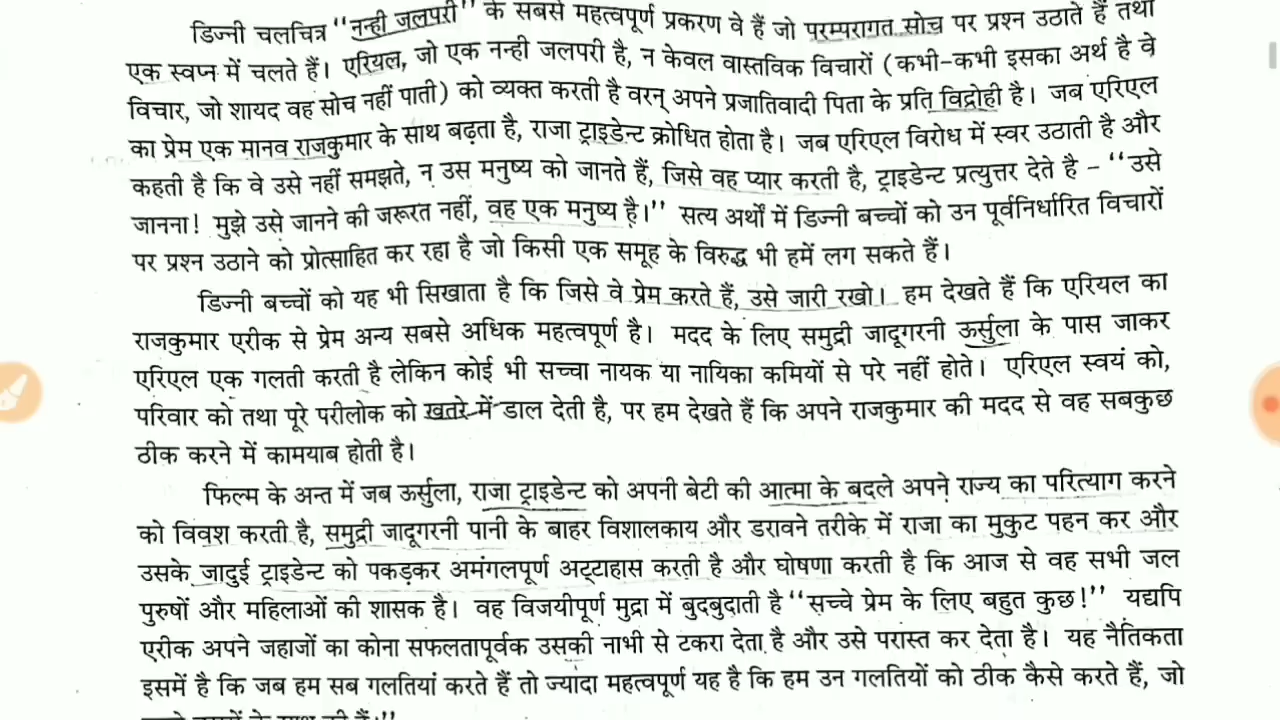 डिज्नी चलचित्र ‘‘नन्ही जलपरी’’ के सबसे महत्वपूर्ण प्रकरण वे हैं जो परम्परागत सोच पर प्रश्न उठाते हैं तथा
एक स्वप्न में चलते हैं। एरियल, जो एक नन्ही जलपरी है, न केवल वास्तविक विचारों (कभी-कभी इसका अर्थ है वे
विचार, जो शायद वह सोच नहीं पाती) को व्यक्त करती है वरन् अपने प्रजातिवादी पिता के प्रति विद्रोही है। जब एरिएल
का प्रेम एक मानव राजकुमार के साथ बढ़ता है, राजा ट्राइडेन्ट क्रोधित होता है। जब एरिएल विरोध में स्वर उठाती है और
कहती है कि वे उसे नहीं समझते, न उस मनुष्य को जानते हैं, जिसे वह प्यार करती है, ट्राइडेन्ट प्रत्युत्तर देते है – ‘‘उसे
जानना! मुझे उसे जानने की जरूरत नहीं, वह एक मनुष्य है।’’ सत्य अर्थों में डिज्नी बच्चों को उन पूर्वनिर्धारित विचारों
पर प्रश्न उठाने को प्रोत्साहित कर रहा है जो किसी एक समूह के विरुद्ध भी हमें लग सकते हैं।
डिज्नी बच्चों को यह भी सिखाता है कि जिसे वे प्रेम करते हैं, उसे जारी रखो। हम देखते हैं कि एरियल का
राजकुमार एरीक से प्रेम अन्य सबसे अधिक महत्वपूर्ण है। मदद के लिए समुद्री जादूगरनी ऊर्सुला के पास जाकर
एरिएल एक गलती करती है लेकिन कोई भी सच्चा नायक या नायिका कमियों से परे नहीं होते। एरिएल स्वयं को,
परिवार को तथा पूरे परीलोक को खतरे में डाल देती है, पर हम देखते हैं कि अपने राजकुमार की मदद से वह सबकुछ
ठीक करने में कामयाब होती है।
फिल्म के अन्त में जब ऊर्सुला, राजा ट्राइडेन्ट को अपनी बेटी की आत्मा के बदले अपने राज्य का परित्याग करने
को विवश करती है, समुद्री जादूगरनी पानी के बाहर विशालकाय और डरावने तरीके में राजा का मुकुट पहन कर और
उसके जादुई ट्राइडेन्ट को पकड़कर अमंगलपूर्ण अट्टाहास करती है और घोषणा करती है कि आज से वह सभी जल
पुरुषों और महिलाओं की शासक है। वह विजयीपूर्ण मुद्रा में बुदबुदाती है ‘‘सच्चे प्रेम के लिए बहुत कुछ!’’ यद्यपि
एरीक अपने जहाजों का कोना सफलतापूर्वक उसकी नाभी से टकरा देता है और उसे परास्त कर देता है। यह नैतिकता
इसमें है कि जब हम सब गलतियां करते हैं तो ज्यादा महत्वपूर्ण यह है कि हम उन गलतियों को ठीक कैसे करते हैं, जो